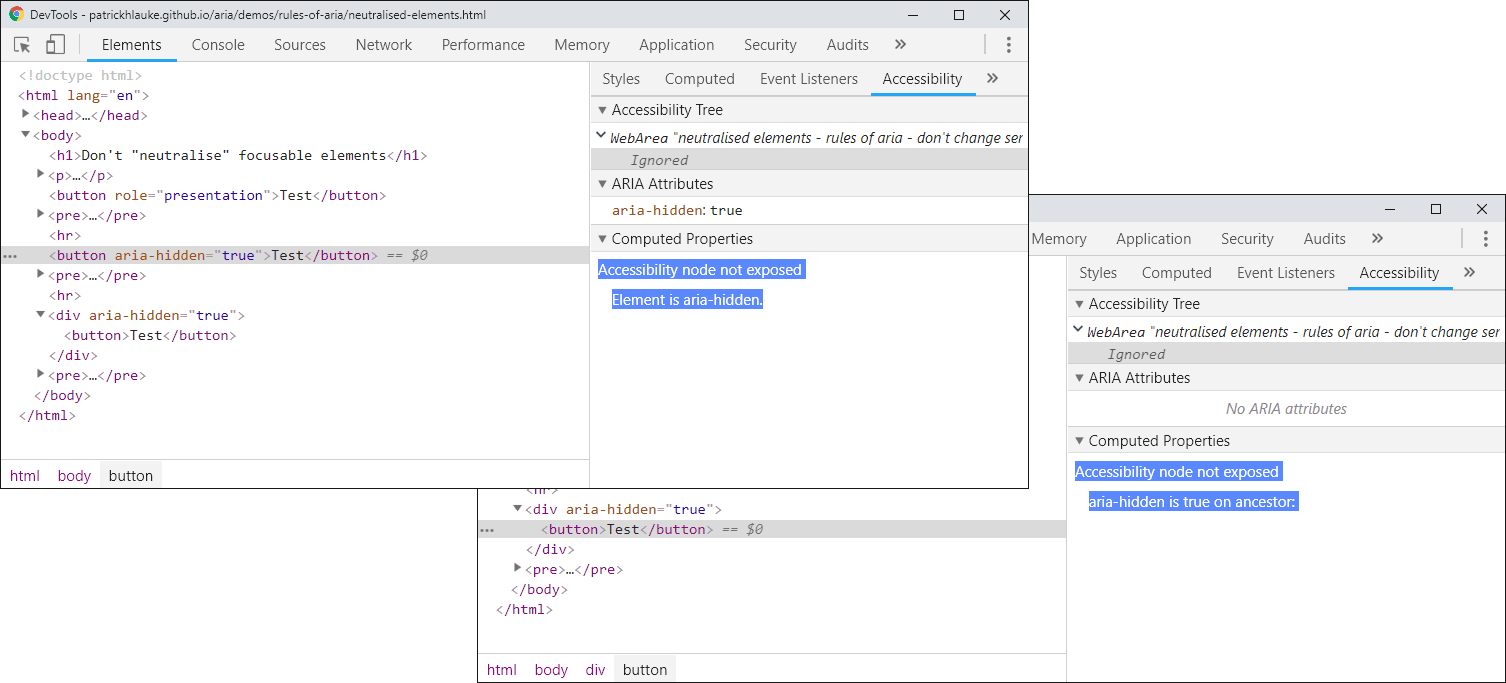 DevTools - patrickhlauke.github.io/aria/demos/rules-of-aria/neutralised-elements.html
Elements Console Sources Network Performance Memory Application Security Audits »
<!doctype html>
<html lang="en">
<head>…</head>
<body>
<h1>Don't "neutralise" focusable elements</h1>
<p>…</p>
<button role="presentation">Test</button>
<pre>…</pre>
<hr>
<button aria-hidden="true">Test</button> == $0
<pre>…</pre>
<hr>
<div aria-hidden="true">
<button>Test</button>
</div>
<pre>…</pre>
</body>
</html>
html body button
Styles Computed Event Listeners Accessibility »
Accessibility Tree
WebArea "neutralised elements - rules of aria - don't change ser
Ignored
ARIA Attributes
aria-hidden: true
Computed Properties
Accessibility node not exposed
Element is aria-hidden.
Memory Application Security Audits »
Styles Computed Event Listeners Accessibility »
Accessibility Tree
WebArea "neutralised elements - rules of aria - don't change ser
Ignored
ARIA Attributes
No ARIA attributes
Computed Properties
Accessibility node not exposed
aria-hidden is true on ancestor:
<hr>
<div aria-hidden="true">
<button>Test</button> == $0
</div>
<pre>…</pre>
</body>
</html>
html body div button